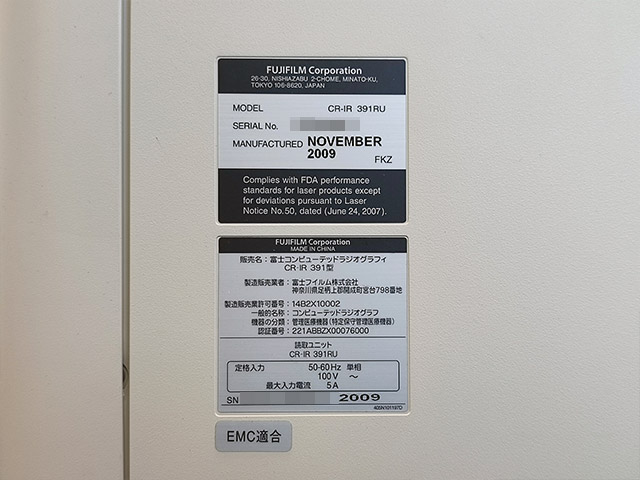 FUJIFILM Corporation
26-30, NISHIAZABU 2-CHOME, MINATO-KU,
TOKYO 106-8620, JAPAN
MODEL CR-IR 391RU
SERIAL No.
MANUFACTURED NOVEMBER 2009
FKZ
Complies with FDA performance
standards for laser products except
for deviations pursuant to Laser
Notice No.50, dated (June 24, 2007).
FUJIFILM Corporation
MADE IN CHINA
販売名：富士コンピューテッドラジオグラフィ
CR-IR 391型
製造販売業者：富士フイルム株式会社
神奈川県足柄上郡開成町宮台798番地
製造販売業許可番号：14B2X10002
一般的名称：コンピューテッドラジオグラフ
機器の分類：管理医療機器（特定保守管理医療機器）
認証番号：221ABBZX00076000
読取ユニット
CR-IR 391RU
定格入力 50-60Hz 単相
100V ～
最大入力電流 5A
SN 2009
405N101197D
EMC適合